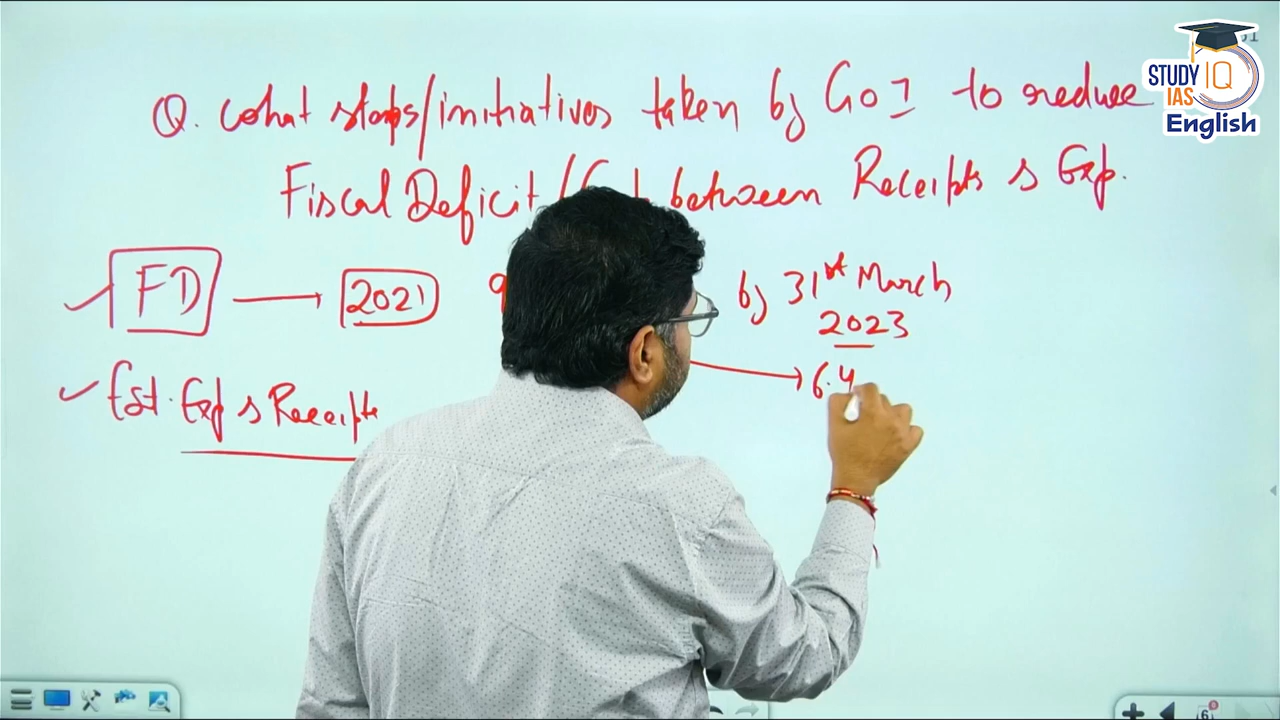 Q. What steps/initiatives taken by GoI to reduce
Fiscal Deficit / between Receipts & Exp.
FD → 2021 9 by 31st March
2023
→ 6.4
Est. Exp & Receipts
STUDY IQ
IAS
English